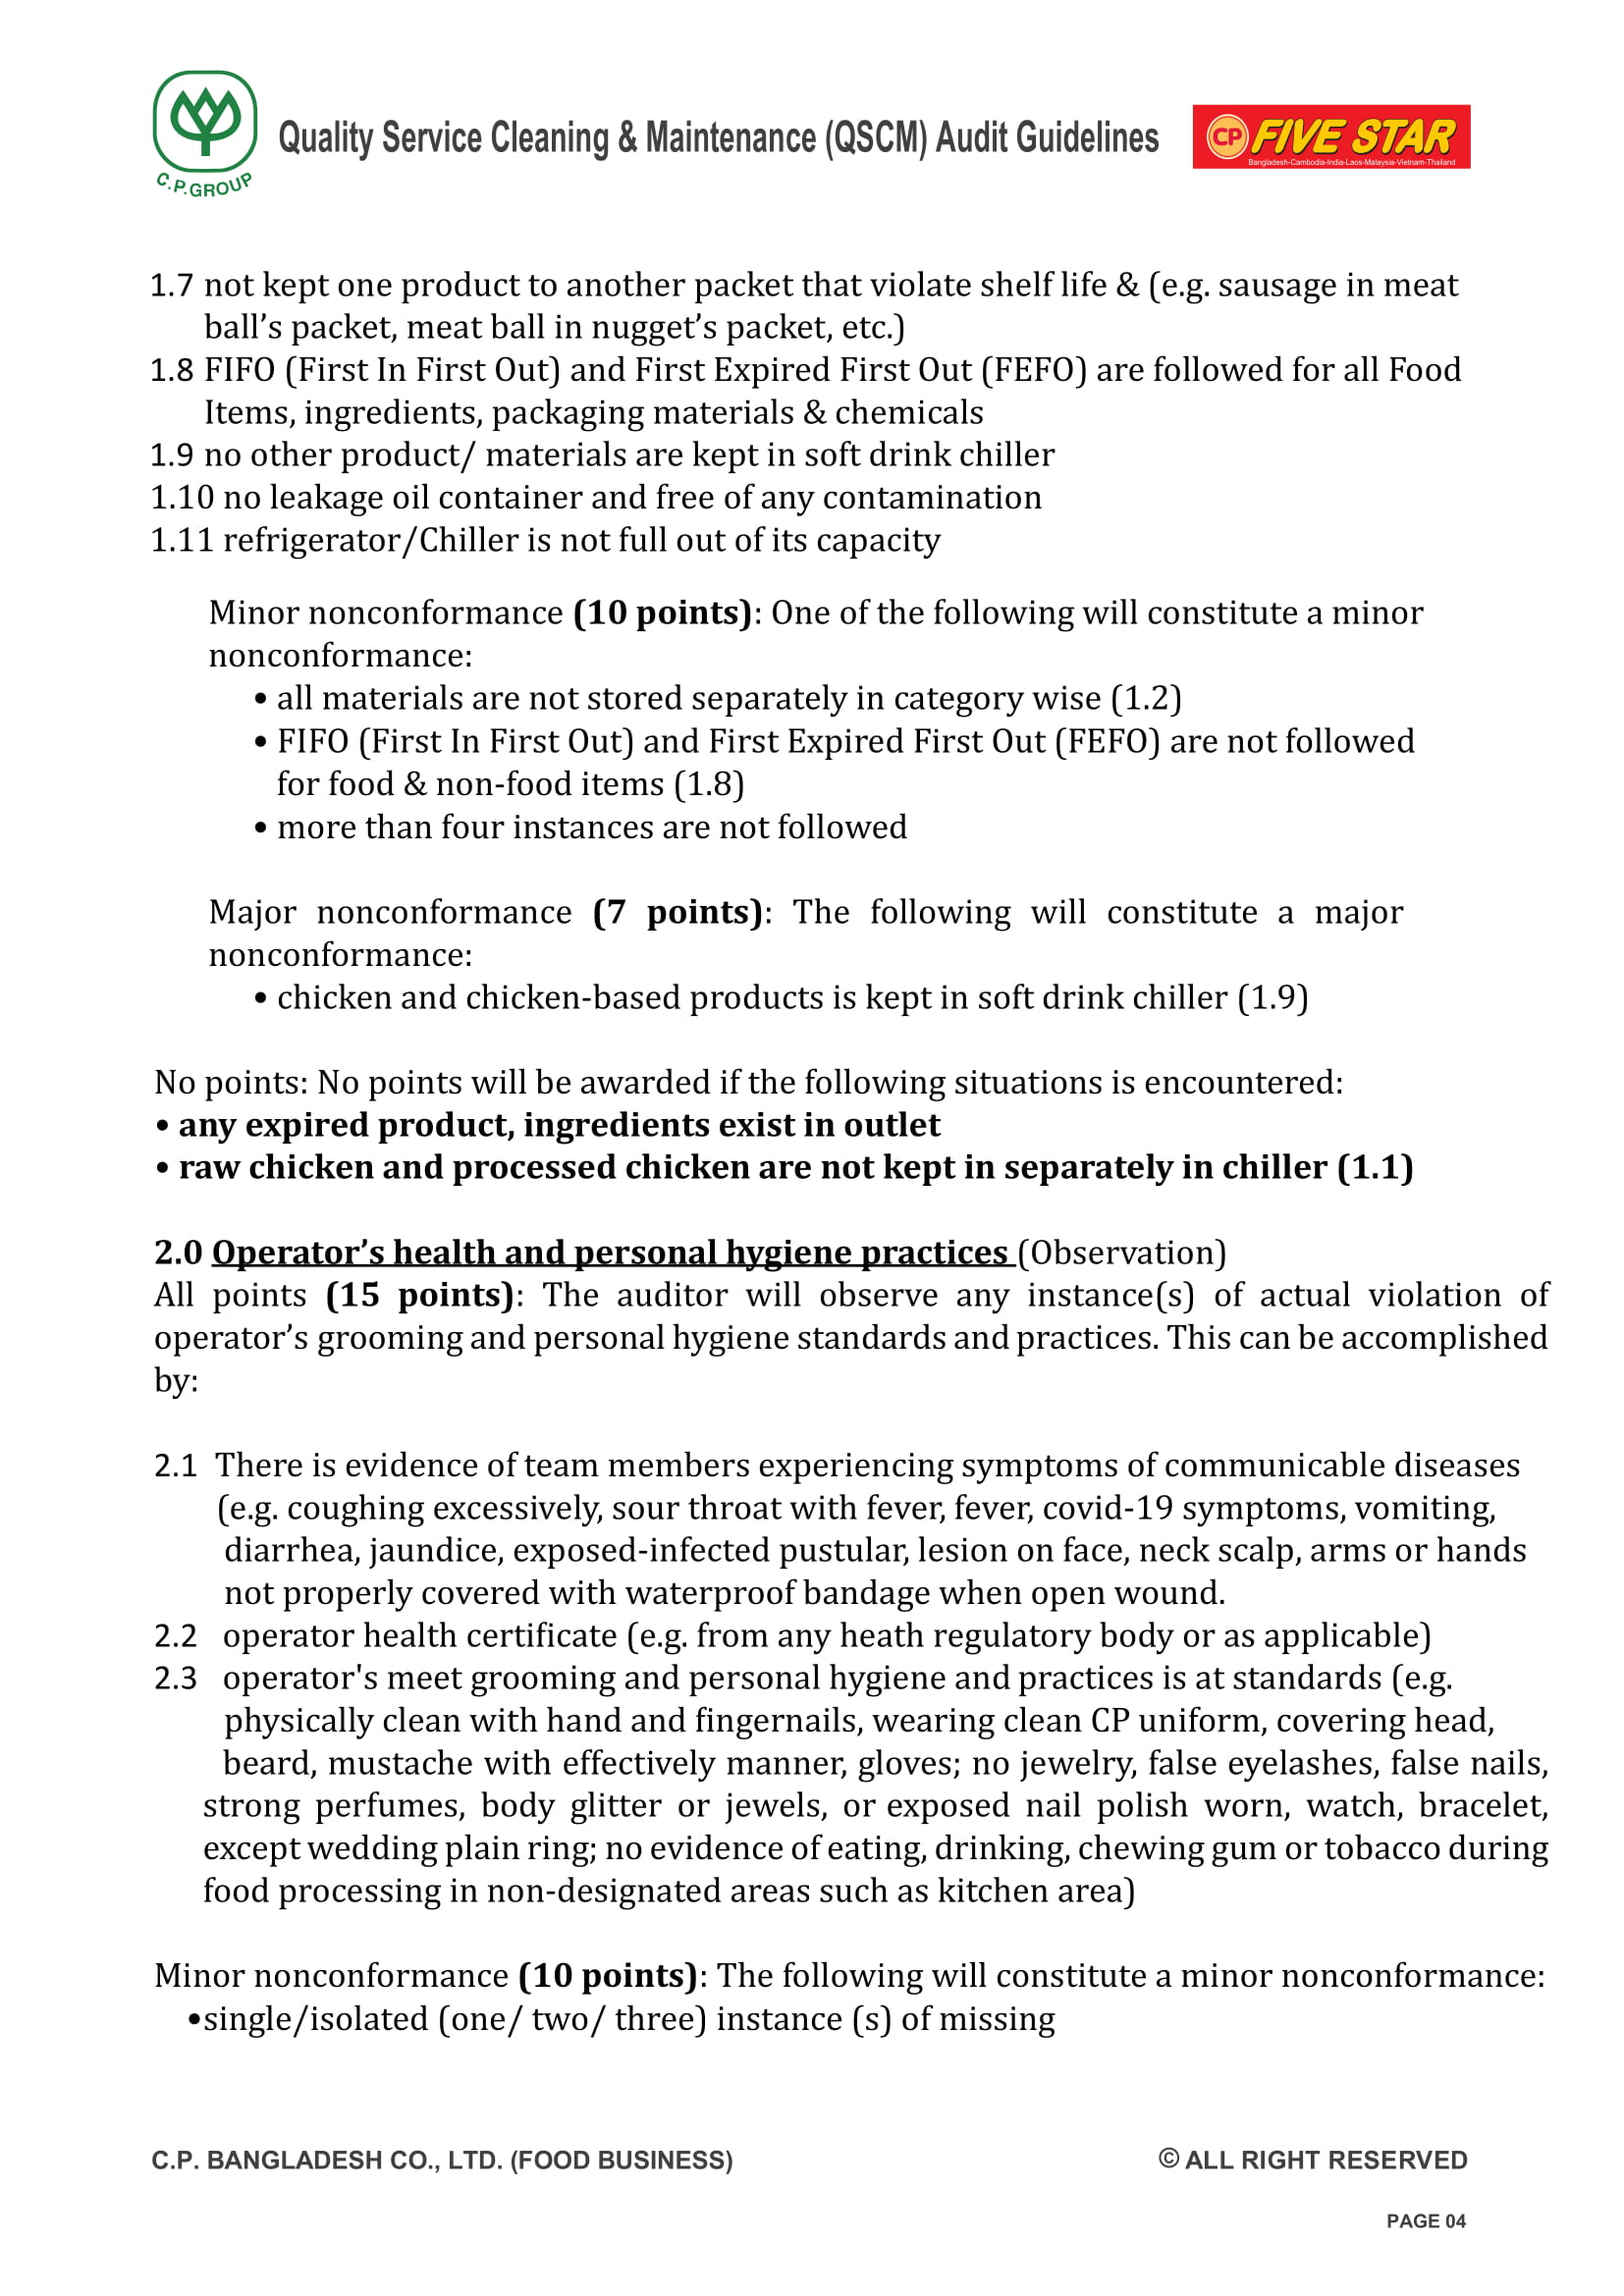 C.P.GROUP
Quality Service Cleaning & Maintenance (QSCM) Audit Guidelines
CP FIVE STAR
Bangladesh-Cambodia-India-Laos-Malaysia-Vietnam-Thailand
1.7 not kept one product to another packet that violate shelf life & (e.g. sausage in meat
ball’s packet, meat ball in nugget’s packet, etc.)
1.8 FIFO (First In First Out) and First Expired First Out (FEFO) are followed for all Food
Items, ingredients, packaging materials & chemicals
1.9 no other product/ materials are kept in soft drink chiller
1.10 no leakage oil container and free of any contamination
1.11 refrigerator/Chiller is not full out of its capacity
Minor nonconformance (10 points): One of the following will constitute a minor
nonconformance:
• all materials are not stored separately in category wise (1.2)
• FIFO (First In First Out) and First Expired First Out (FEFO) are not followed
for food & non-food items (1.8)
• more than four instances are not followed
Major nonconformance (7 points): The following will constitute a major
nonconformance:
• chicken and chicken-based products is kept in soft drink chiller (1.9)
No points: No points will be awarded if the following situations is encountered:
• any expired product, ingredients exist in outlet
• raw chicken and processed chicken are not kept in separately in chiller (1.1)
2.0 Operator’s health and personal hygiene practices (Observation)
All points (15 points): The auditor will observe any instance(s) of actual violation of
operator’s grooming and personal hygiene standards and practices. This can be accomplished
by:
2.1 There is evidence of team members experiencing symptoms of communicable diseases
(e.g. coughing excessively, sour throat with fever, fever, covid-19 symptoms, vomiting,
diarrhea, jaundice, exposed-infected pustular, lesion on face, neck scalp, arms or hands
not properly covered with waterproof bandage when open wound.
2.2 operator health certificate (e.g. from any heath regulatory body or as applicable)
2.3 operator's meet grooming and personal hygiene and practices is at standards (e.g.
physically clean with hand and fingernails, wearing clean CP uniform, covering head,
beard, mustache with effectively manner, gloves; no jewelry, false eyelashes, false nails,
strong perfumes, body glitter or jewels, or exposed nail polish worn, watch, bracelet,
except wedding plain ring; no evidence of eating, drinking, chewing gum or tobacco during
food processing in non-designated areas such as kitchen area)
Minor nonconformance (10 points): The following will constitute a minor nonconformance:
•single/isolated (one/ two/ three) instance (s) of missing
C.P. BANGLADESH CO., LTD. (FOOD BUSINESS)
© ALL RIGHT RESERVED
PAGE 04